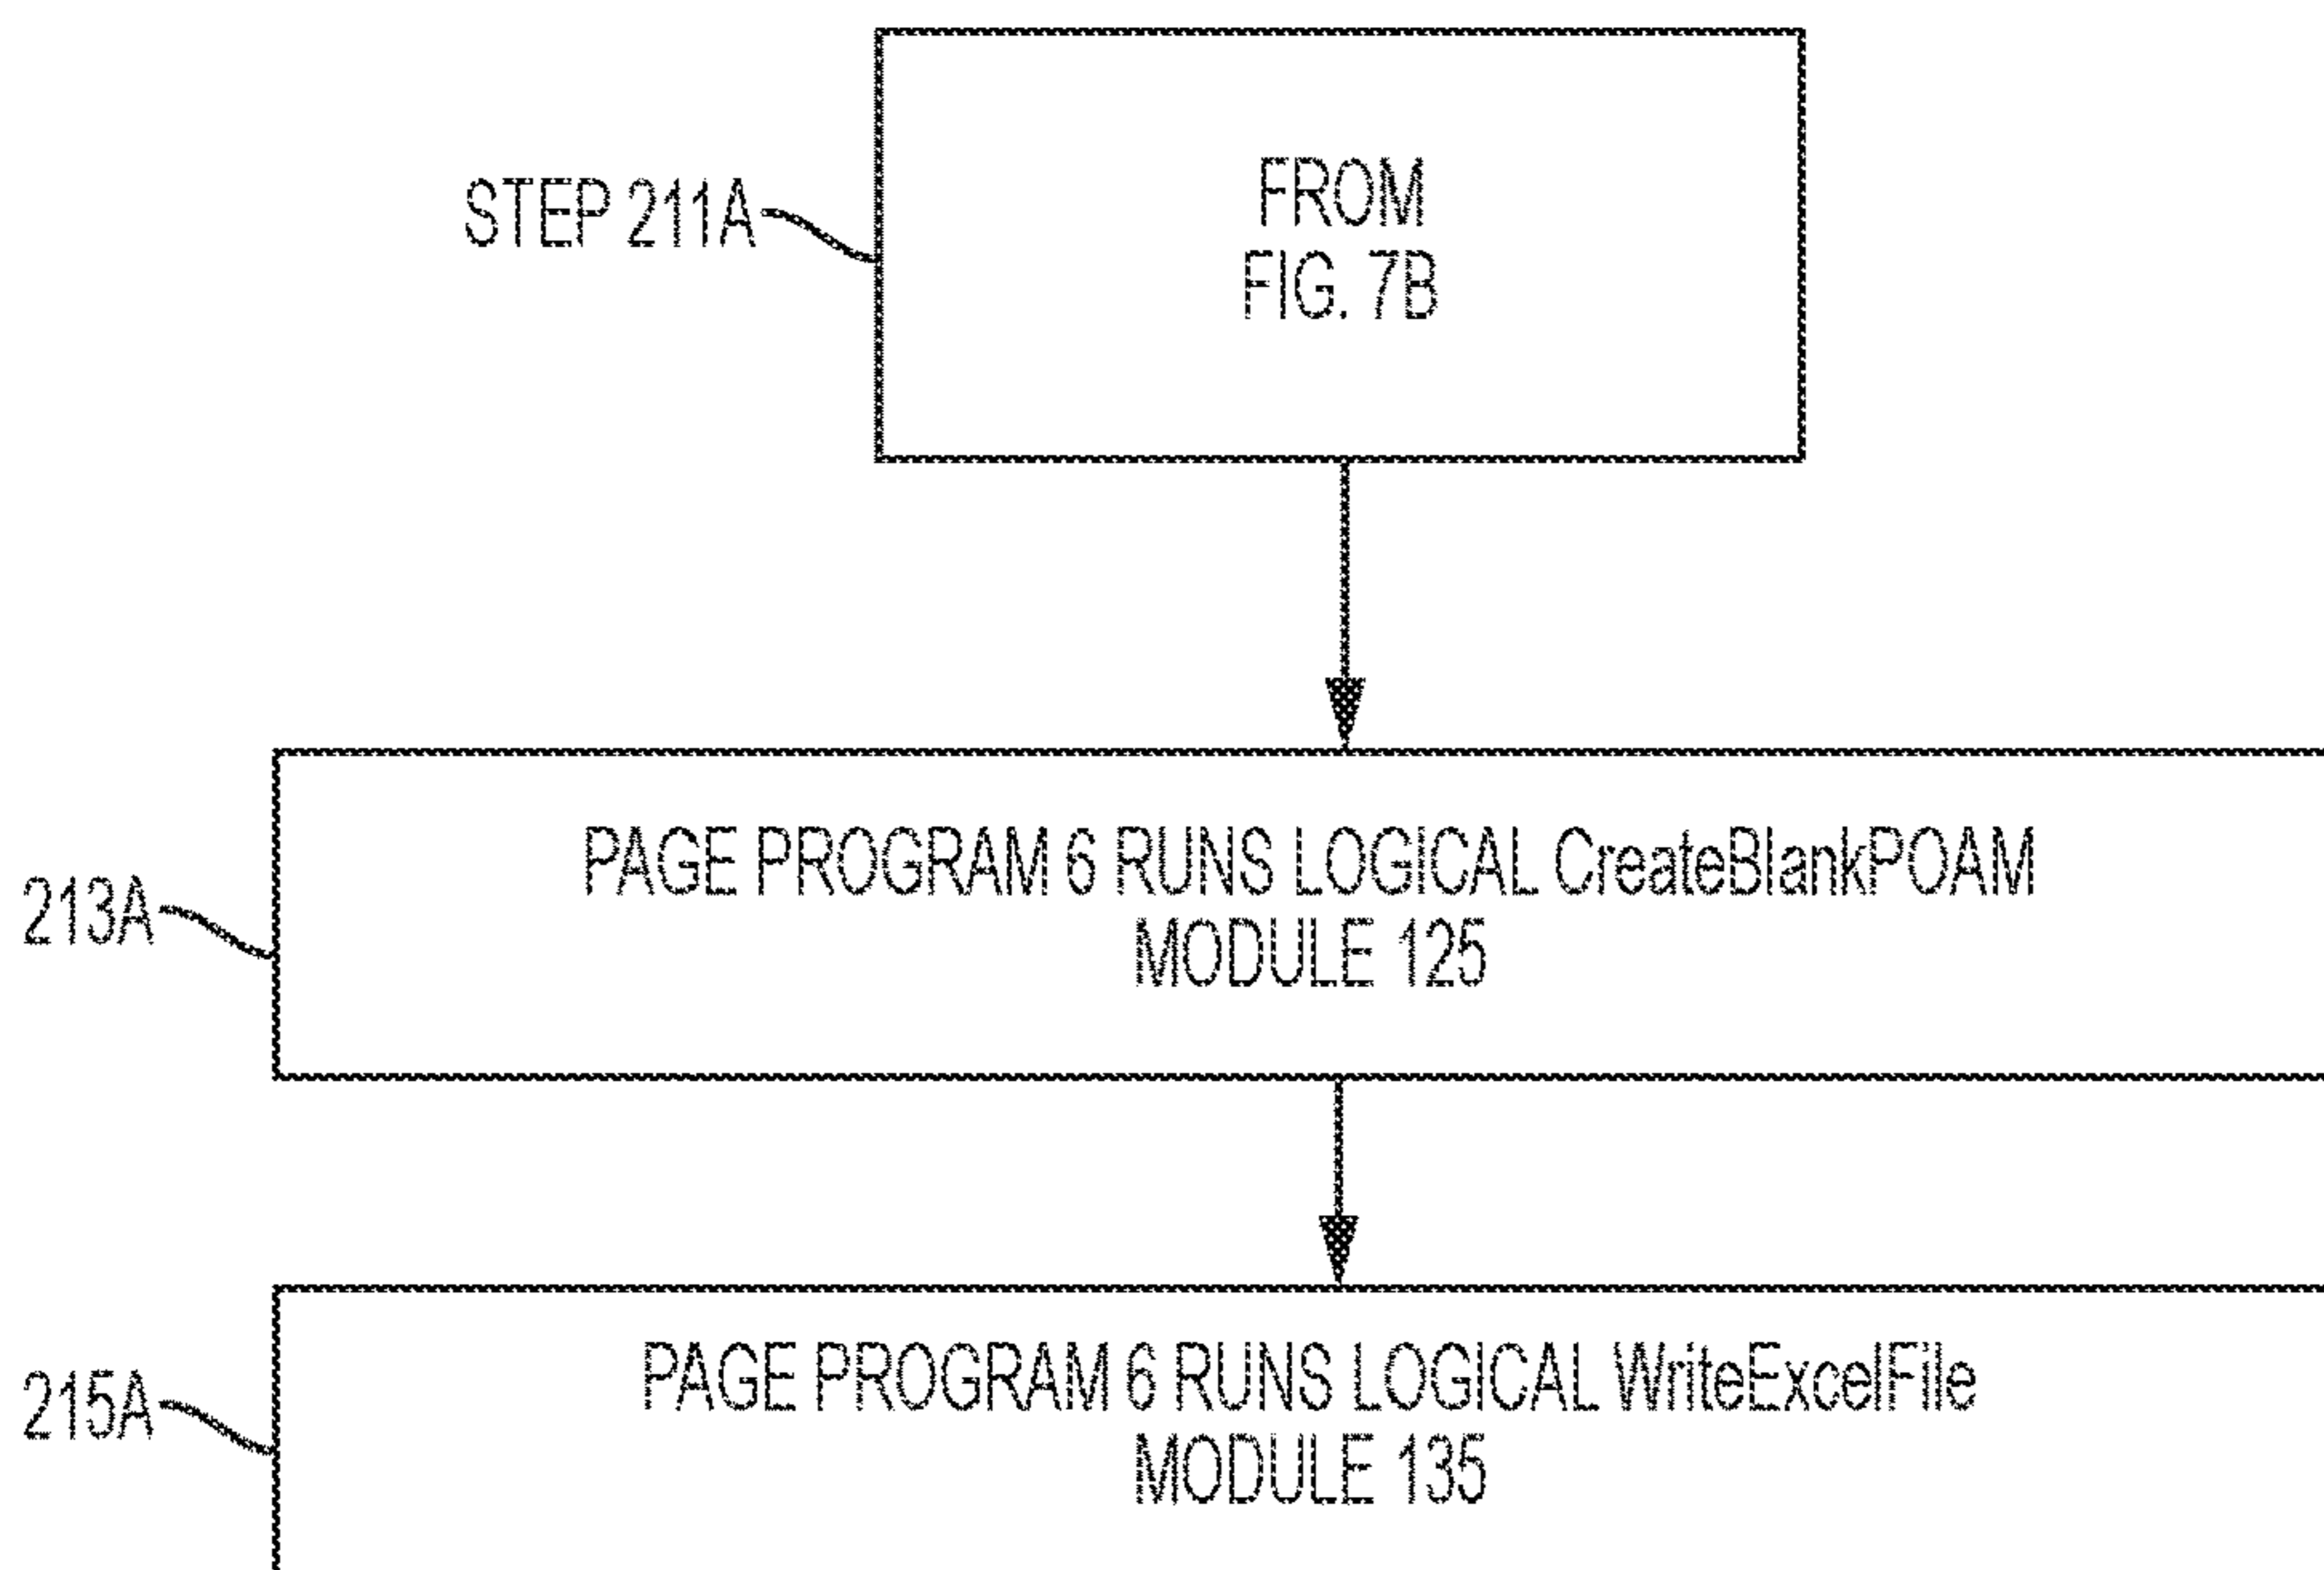 STEP 211A
FROM
FIG. 7B
213A
PAGE PROGRAM 6 RUNS LOGICAL CreateBlankPOAM
MODULE 125
215A
PAGE PROGRAM 6 RUNS LOGICAL WriteExcelFile
MODULE 135